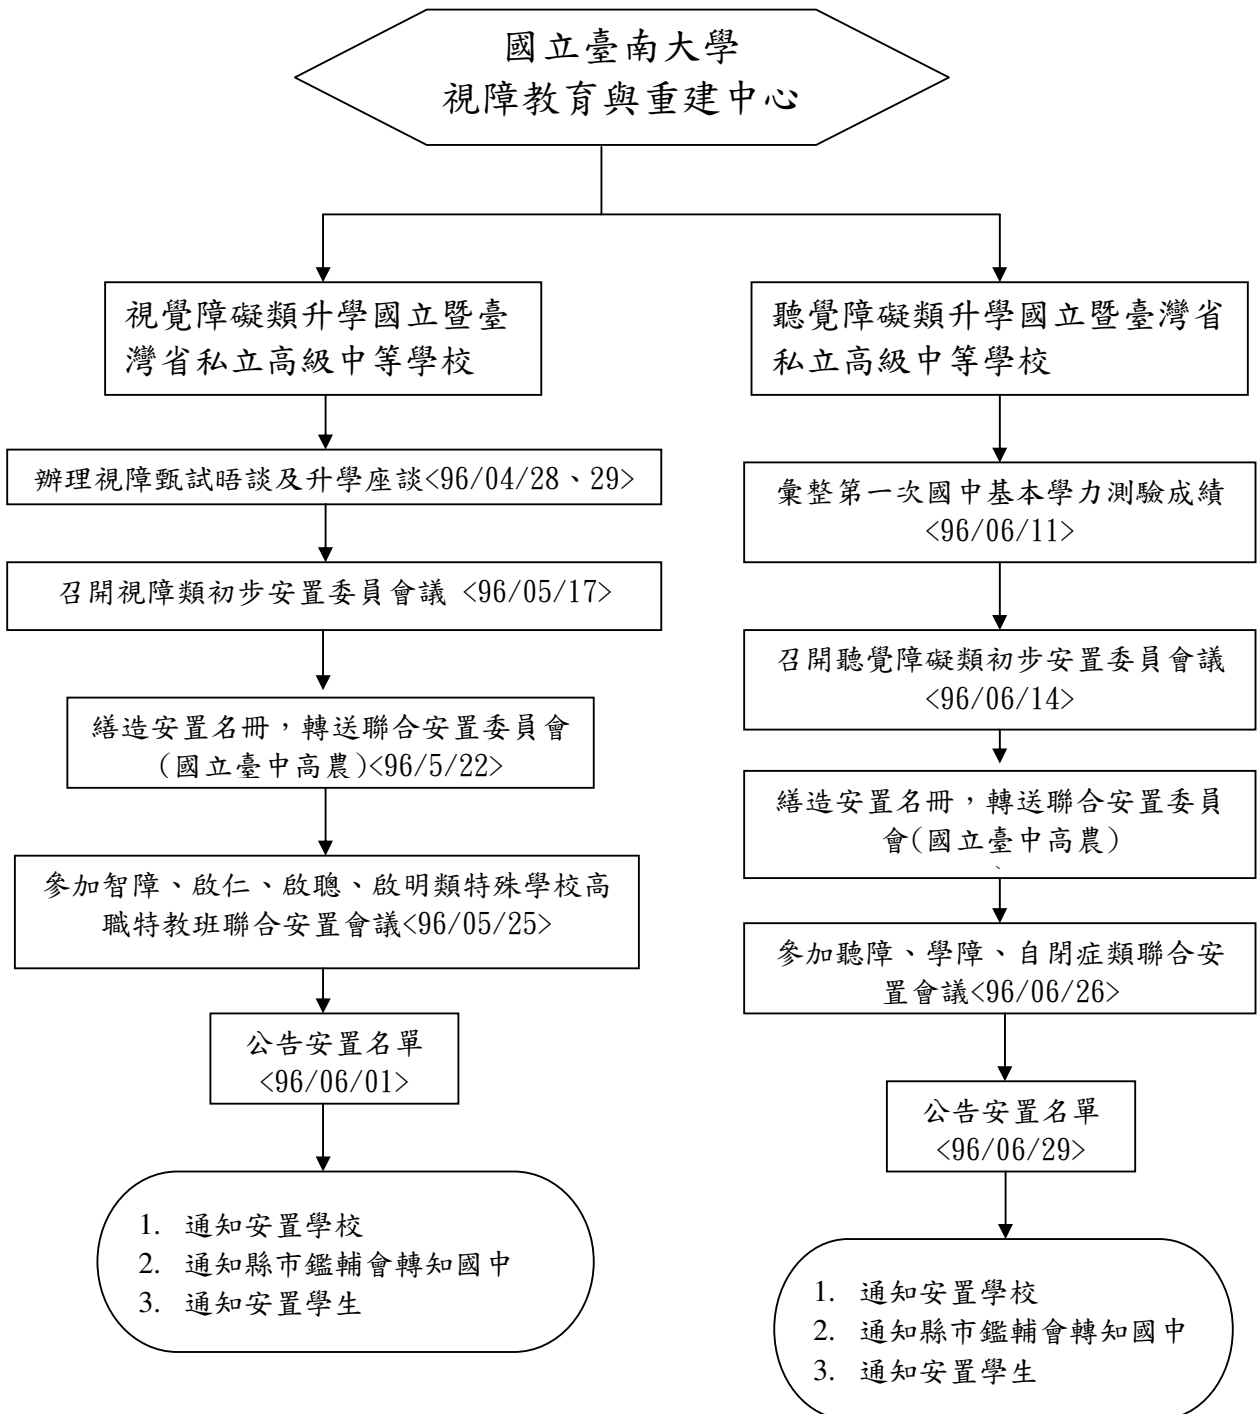 國立臺南大學
視障教育與重建中心
視覺障礙類升學國立暨臺
灣省私立高級中等學校
辦理視障甄試晤談及升學座談<96/04/28、29>
召開視障類初步安置委員會議 <96/05/17>
繕造安置名冊，轉送聯合安置委員會
(國立臺中高農)<96/5/22>
參加智障、啟仁、啟聰、啟明類特殊學校高
職特教班聯合安置會議<96/05/25>
公告安置名單
<96/06/01>
1. 通知安置學校
2. 通知縣市鑑輔會轉知國中
3. 通知安置學生
聽覺障礙類升學國立暨臺灣省
私立高級中等學校
彙整第一次國中基本學力測驗成績
<96/06/11>
召開聽覺障礙類初步安置委員會議
<96/06/14>
繕造安置名冊，轉送聯合安置委員
會(國立臺中高農)
、
參加聽障、學障、自閉症類聯合安
置會議<96/06/26>
公告安置名單
<96/06/29>
1. 通知安置學校
2. 通知縣市鑑輔會轉知國中
3. 通知安置學生